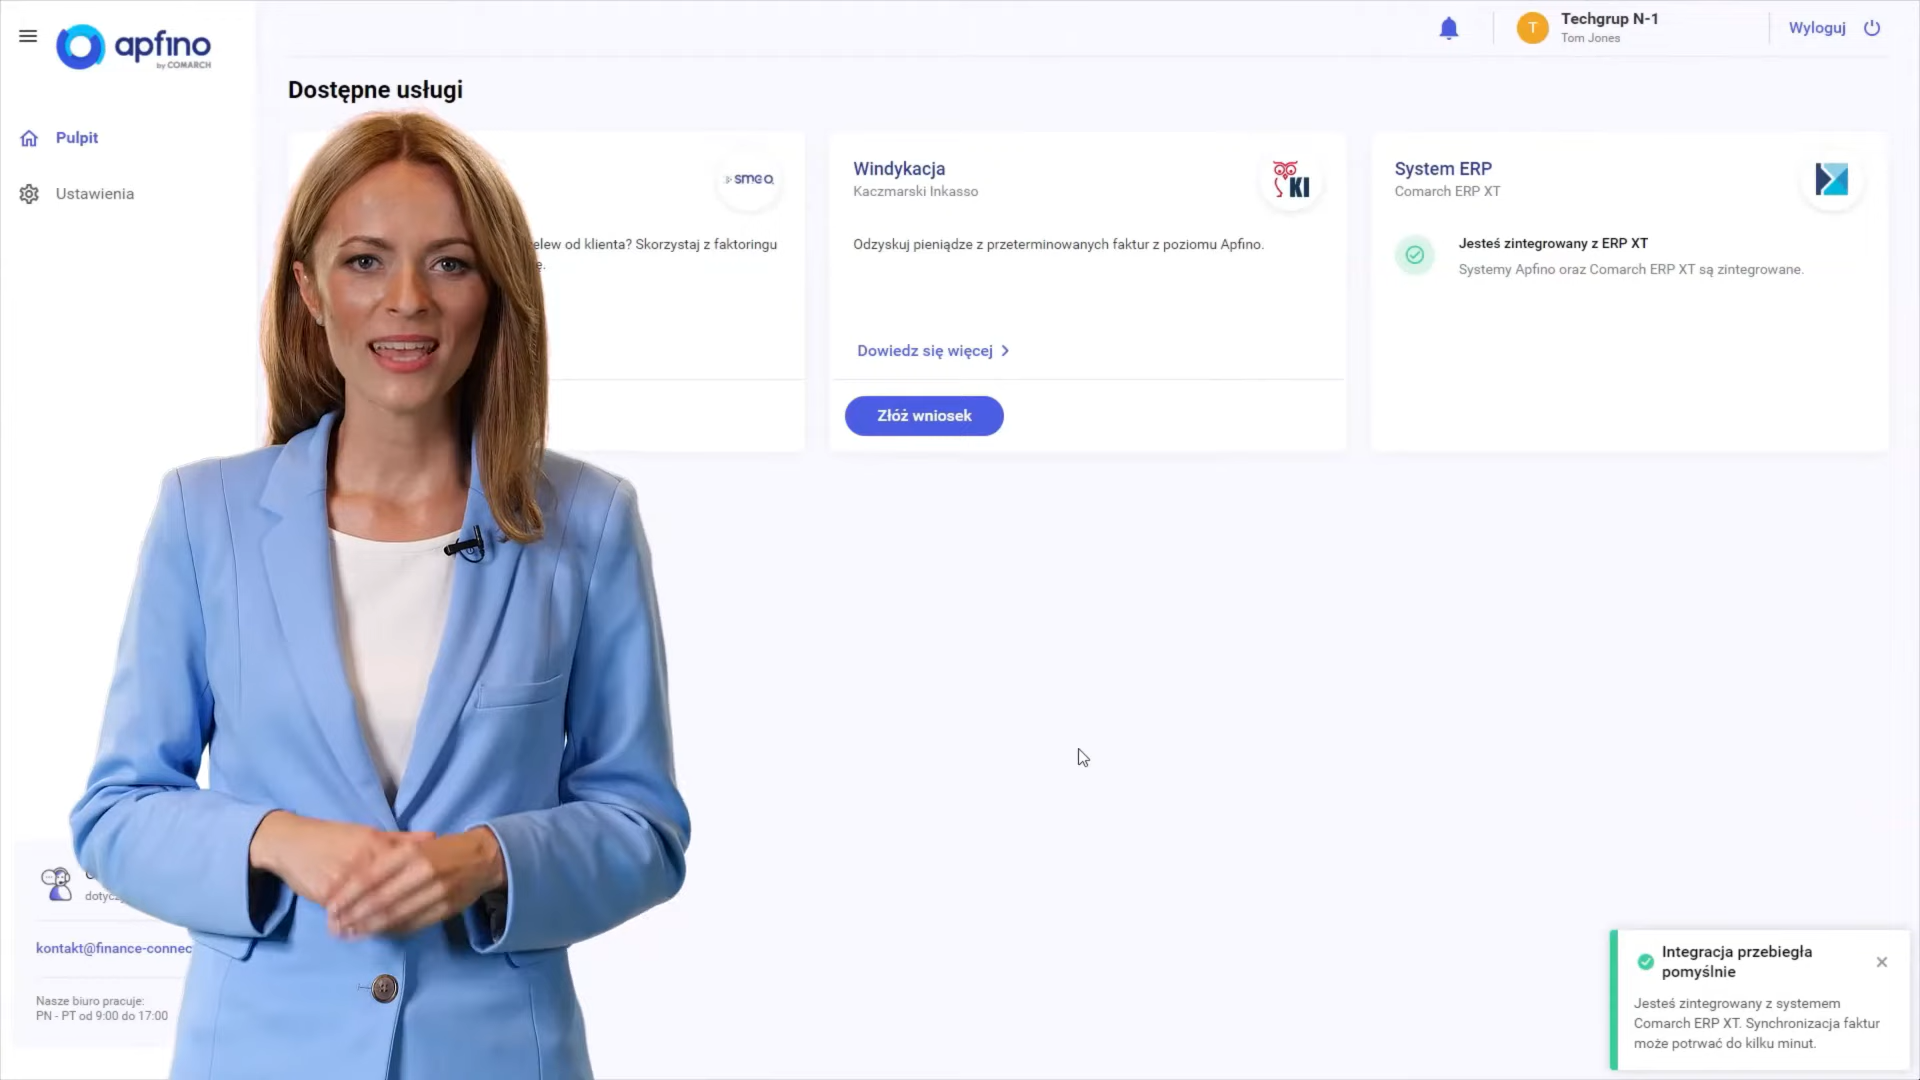 apfino
by COMARCH
Techgrup N-1
Tom Jones
T
Wyloguj
Pulpit
Ustawienia
Dostępne usługi
smeo
elew od klienta? Skorzystaj z faktoringu
Windykacja
Kaczmarski Inkasso
KI
Odzyskuj pieniądze z przeterminowanych faktur z poziomu Apfino.
Dowiedz się więcej
Złóż wniosek
System ERP
Comarch ERP XT
Jesteś zintegrowany z ERP XT
Systemy Apfino oraz Comarch ERP XT są zintegrowane.
kontakt@finance-connec
Nasze biuro pracuje:
PN - PT od 9:00 do 17:00
Integracja przebiegła
pomyślnie
Jesteś zintegrowany z systemem
Comarch ERP XT. Synchronizacja faktur
może potrwać do kilku minut.